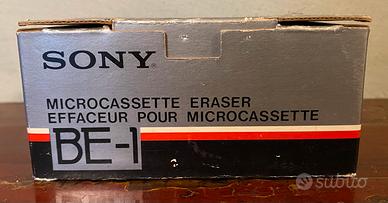 SONY
MICROCASSETTE ERASER
EFFACEUR POUR MICROCASSETTE
BE-1
subito